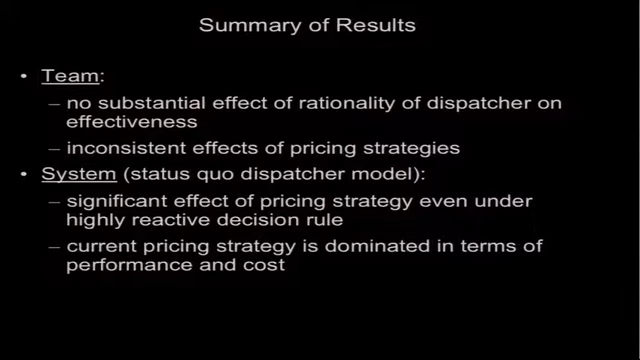 Summary of Results
• Team:
– no substantial effect of rationality of dispatcher on
effectiveness
– inconsistent effects of pricing strategies
• System (status quo dispatcher model):
– significant effect of pricing strategy even under
highly reactive decision rule
– current pricing strategy is dominated in terms of
performance and cost